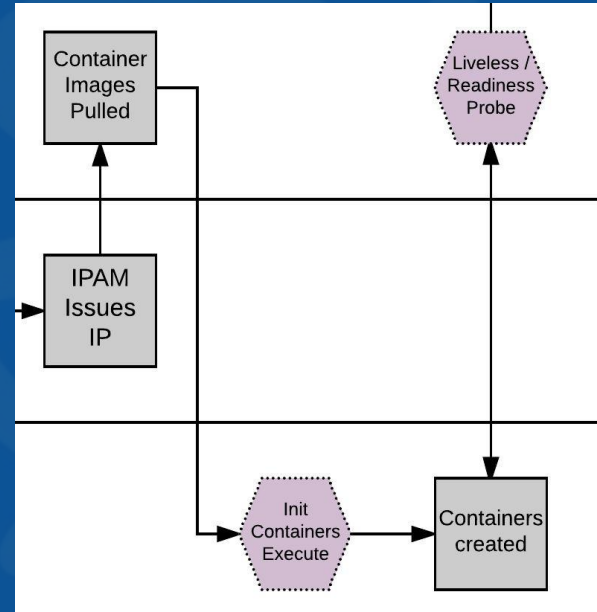 Container
Images
Pulled
Liveless /
Readiness
Probe
IPAM
Issues
IP
Init
Containers
Execute
Containers
created